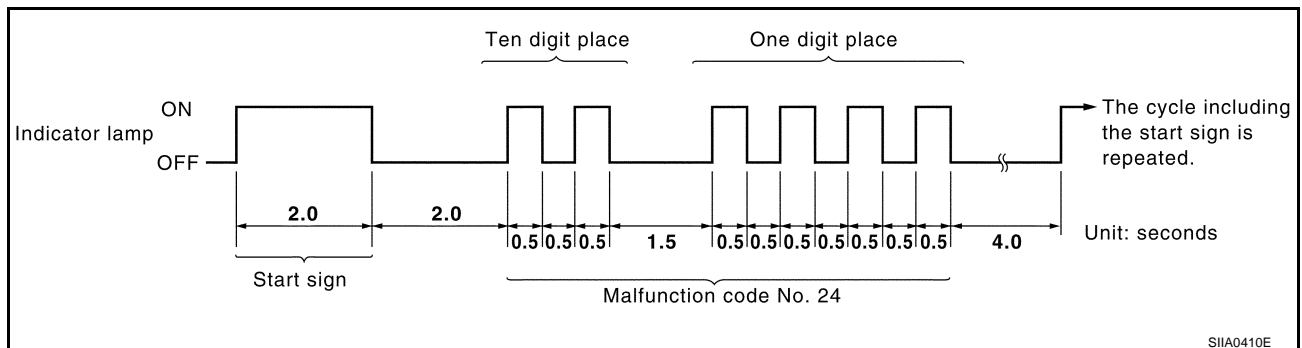 Ten digit place
One digit place
ON
The cycle including
the start sign is
repeated.
Indicator lamp
OFF
2.0
2.0
0.5 0.5 0.5
1.5
0.5 0.5 0.5 0.5 0.5 0.5 0.5
4.0
Unit: seconds
Start sign
Malfunction code No. 24
SIIA0410E